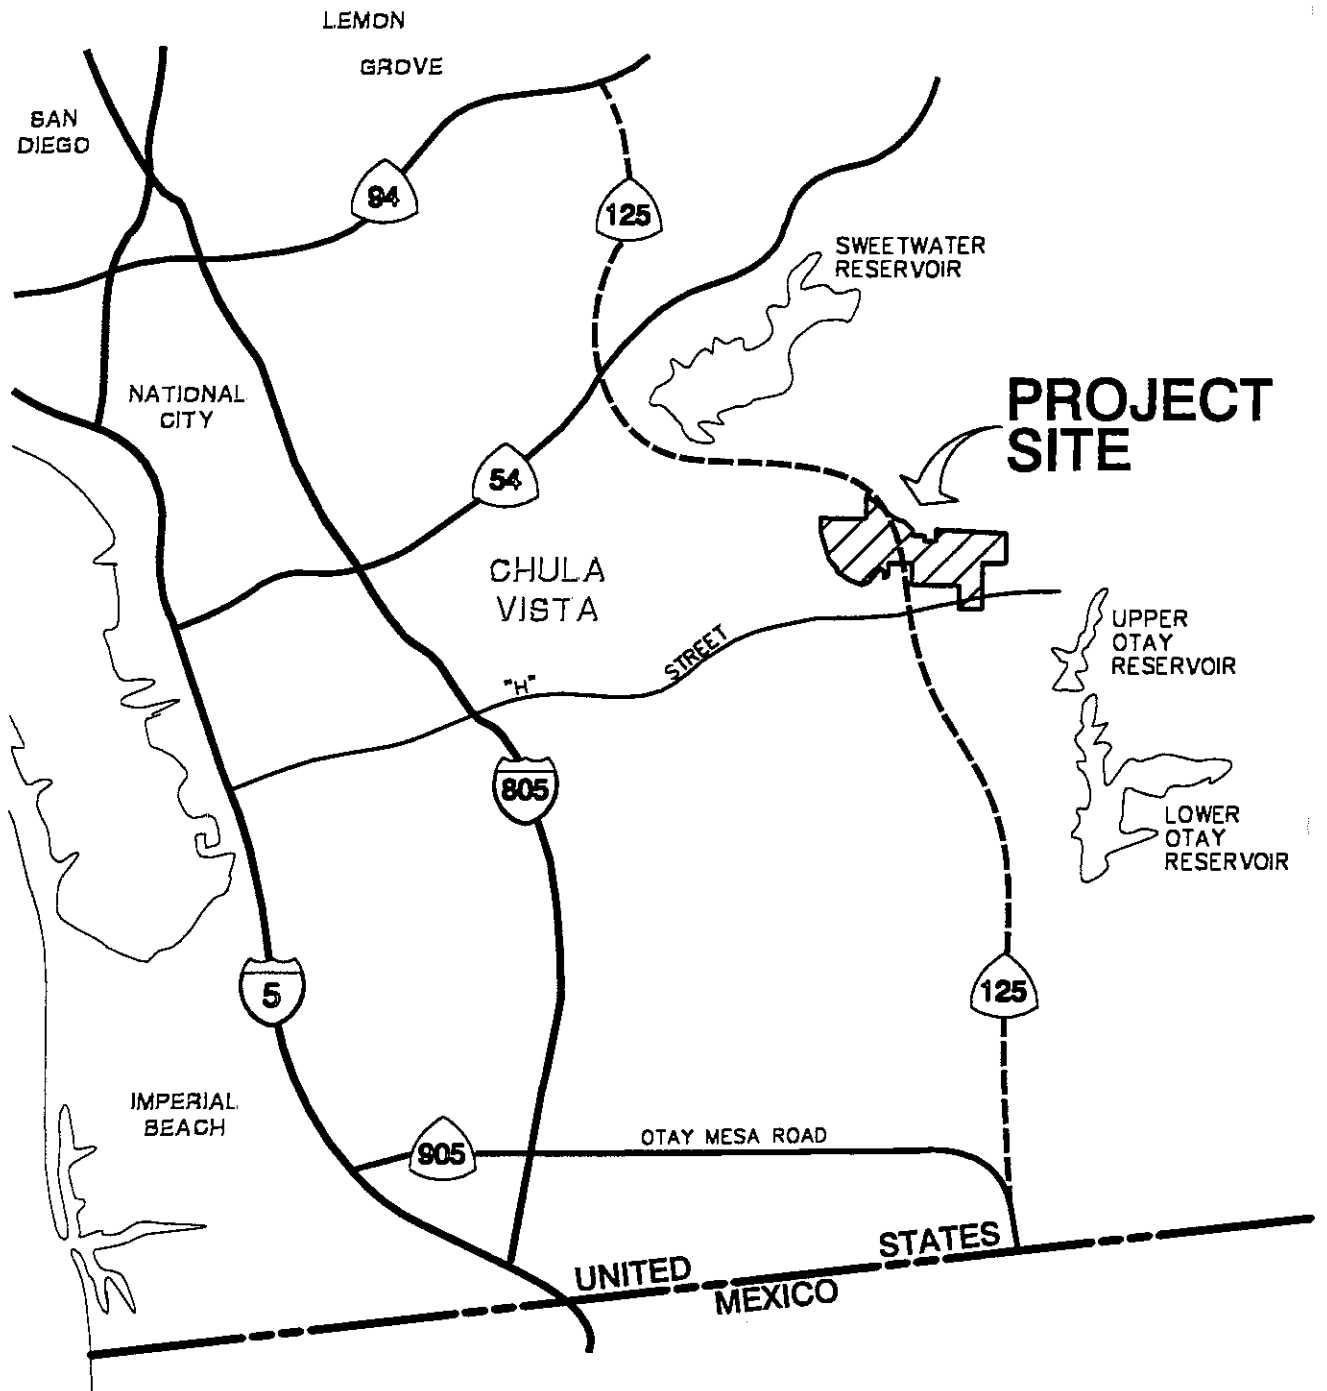 LEMON
GROVE
SAN
DIEGO
94
125
SWEETWATER
RESERVOIR
NATIONAL
CITY
PROJECT
SITE
54
CHULA
VISTA
"H" STREET
UPPER
OTAY
RESERVOIR
805
LOWER
OTAY
RESERVOIR
5
125
IMPERIAL
BEACH
905
OTAY MESA ROAD
UNITED STATES
MEXICO